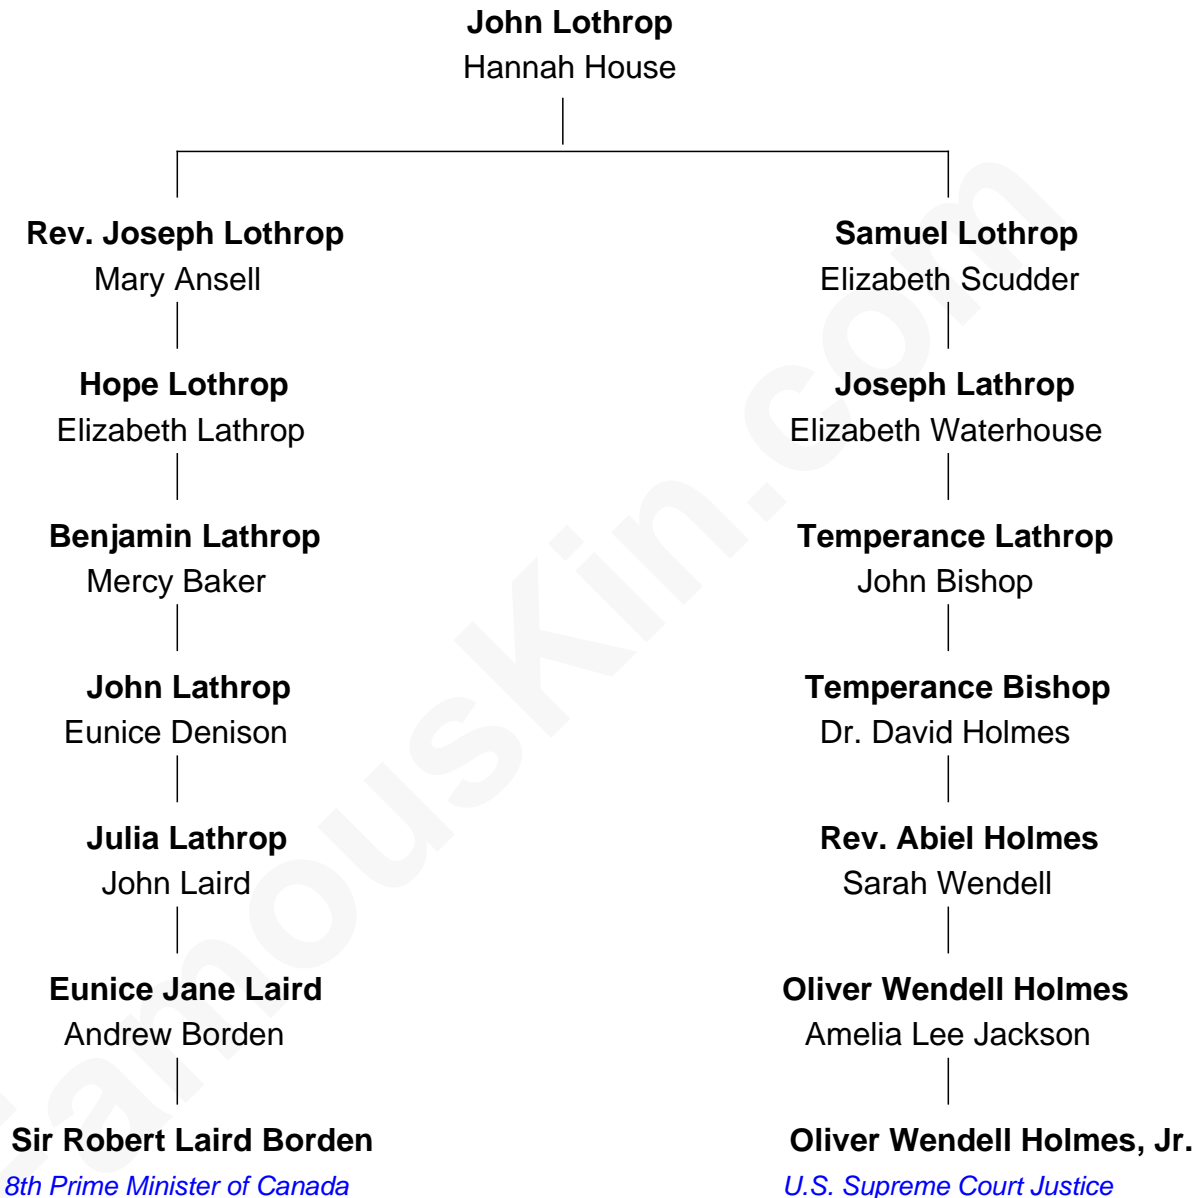 John Lothrop
Hannah House
Rev. Joseph Lothrop
Mary Ansell
Hope Lothrop
Elizabeth Lathrop
Benjamin Lathrop
Mercy Baker
John Lathrop
Eunice Denison
Julia Lathrop
John Laird
Eunice Jane Laird
Andrew Borden
Sir Robert Laird Borden
8th Prime Minister of Canada
Samuel Lothrop
Elizabeth Scudder
Joseph Lathrop
Elizabeth Waterhouse
Temperance Lathrop
John Bishop
Temperance Bishop
Dr. David Holmes
Rev. Abiel Holmes
Sarah Wendell
Oliver Wendell Holmes
Amelia Lee Jackson
Oliver Wendell Holmes, Jr.
U.S. Supreme Court Justice
FamousKin.com